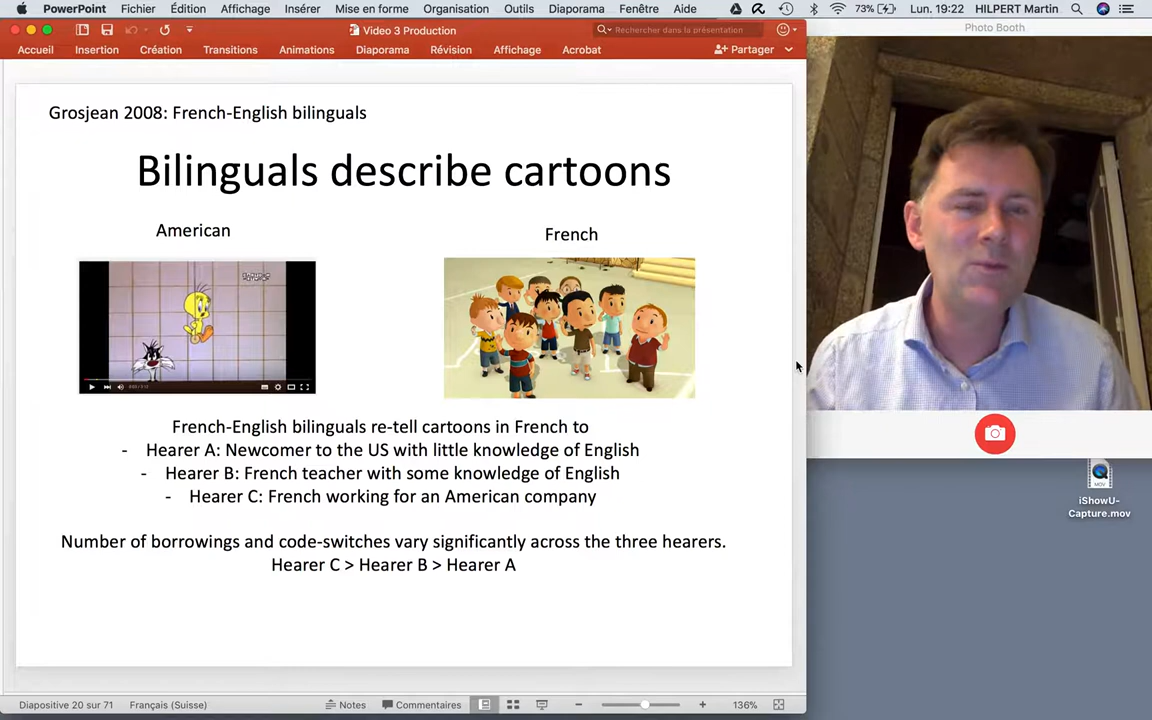 PowerPoint Fichier Édition Affichage Insérer Mise en forme Organisation Outils Diaporama Fenêtre Aide 73% Lun. 19:22 HILPERT Martin
Video 3 Production
Rechercher dans la présentation
Photo Booth
Accueil Insertion Création Transitions Animations Diaporama Révision Affichage Acrobat Partager
Grosjean 2008: French-English bilinguals
Bilinguals describe cartoons
American
French
French-English bilinguals re-tell cartoons in French to
- Hearer A: Newcomer to the US with little knowledge of English
- Hearer B: French teacher with some knowledge of English
- Hearer C: French working for an American company
Number of borrowings and code-switches vary significantly across the three hearers.
Hearer C > Hearer B > Hearer A
MOV
iShowU-
Capture.mov
Diapositive 20 sur 71 Français (Suisse) Notes Commentaires 136%